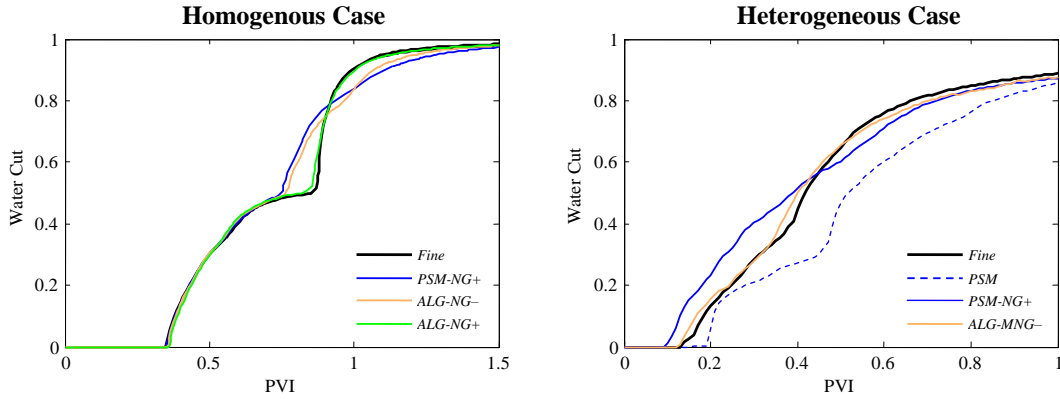 Homogenous Case
1
0.8
0.6
0.4
0.2
0
Water Cut
0
0.5
1
1.5
PVI
Fine
PSM-NG+
ALG-NG−
ALG-NG+
Heterogeneous Case
1
0.8
0.6
0.4
0.2
0
Water Cut
0
0.2
0.4
0.6
0.8
1
PVI
Fine
PSM
PSM-NG+
ALG-MNG−